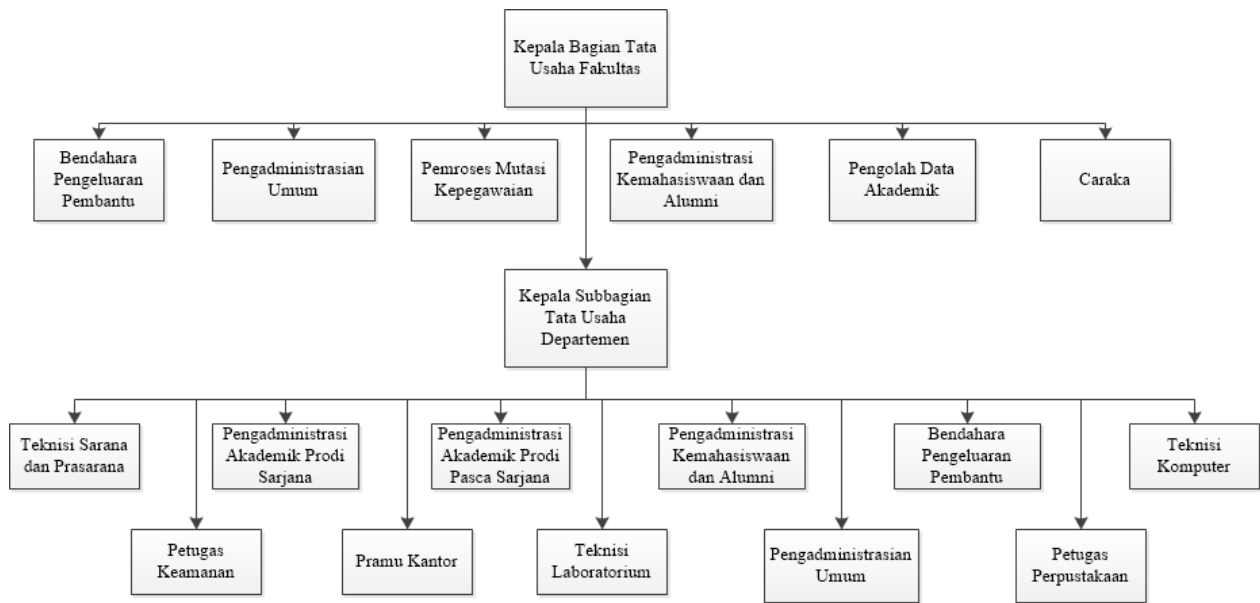 Kepala Bagian Tata
Usaha Fakultas
Bendahara
Pengeluaran
Pembantu
Pengadministrasian
Umum
Pemroses Mutasi
Kepegawaian
Pengadministrasi
Kemahasiswaan dan
Alumni
Pengolah Data
Akademik
Caraka
Kepala Subbagian
Tata Usaha
Departemen
Teknisi Sarana
dan Prasarana
Pengadministrasi
Akademik Prodi
Sarjana
Pengadministrasi
Akademik Prodi
Pasca Sarjana
Pengadministrasi
Kemahasiswaan
dan Alumni
Bendahara
Pengeluaran
Pembantu
Teknisi
Komputer
Petugas
Keamanan
Pramu Kantor
Teknisi
Laboratorium
Pengadministrasian
Umum
Petugas
Perpustakaan